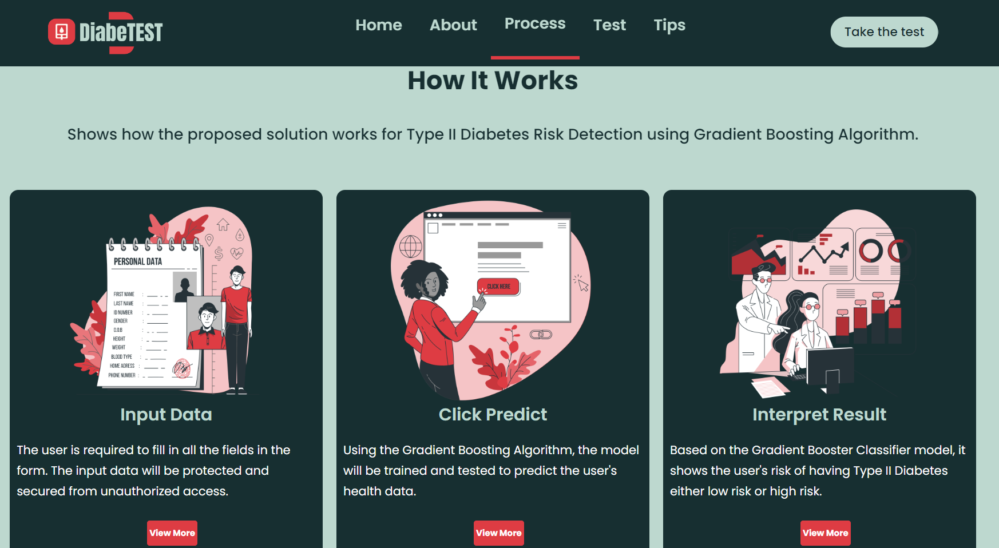 DiabeTEST
Home About Process Test Tips
Take the test
How It Works
Shows how the proposed solution works for Type II Diabetes Risk Detection using Gradient Boosting Algorithm.
PERSONAL DATA
FIRST NAME :
LAST NAME :
ID NUMBER :
GENDER :
D.O.B :
HEIGHT :
WEIGHT :
BLOOD TYPE :
HOME ADRESS :
PHONE NUMBER :
Input Data
The user is required to fill in all the fields in the
form. The input data will be protected and
secured from unauthorized access.
View More
CLICK HERE
Click Predict
Using the Gradient Boosting Algorithm, the model
will be trained and tested to predict the user's
health data.
View More
Interpret Result
Based on the Gradient Booster Classifier model, it
shows the user's risk of having Type II Diabetes
either low risk or high risk.
View More